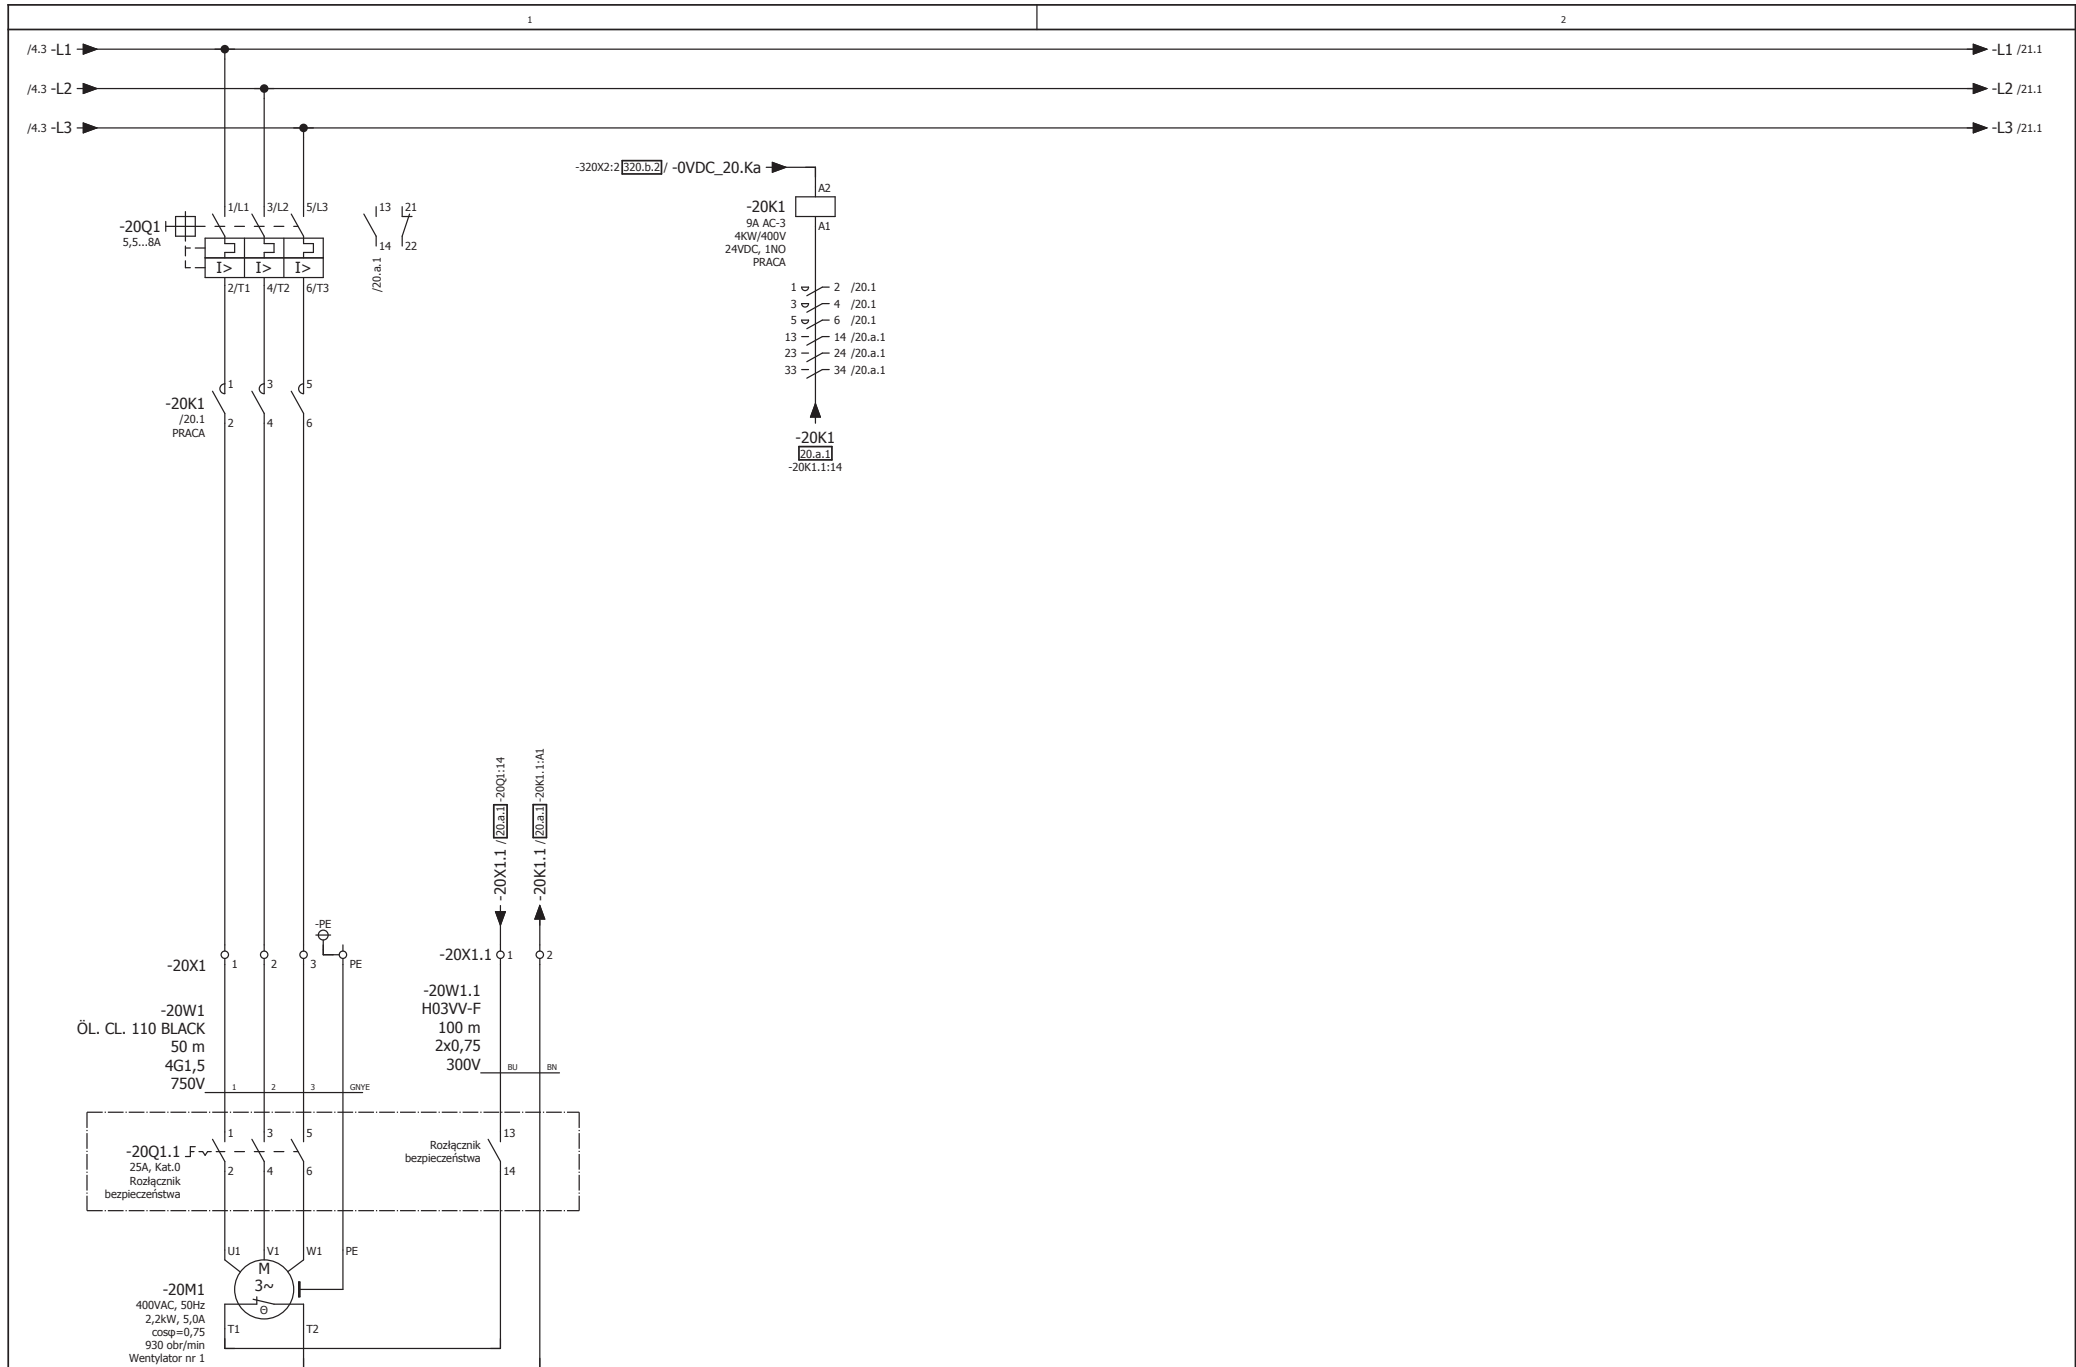 1
2
/4.3 -L1
-L1 /21.1
/4.3 -L2
-L2 /21.1
/4.3 -L3
-L3 /21.1
-320X2:2 320.b.2 / -0VDC_20.Ka
A2
-20K1
9A AC-3
4KW/400V
24VDC, 1NO
PRACA
A1
1 2 /20.1
3 4 /20.1
5 6 /20.1
13 14 /20.a.1
23 24 /20.a.1
33 34 /20.a.1
-20K1
20.a.1
-20K1.1:14
1/L1 3/L2 5/L3
13 21
-20Q1
5,5...8A
14 22
/20.a.1
I> I> I>
2/T1 4/T2 6/T3
1 3 5
-20K1
/20.1
PRACA
2 4 6
-20X1.1 / 20.a.1 -20Q1:14
-20K1.1 / 20.a.1 -20K1.1:A1
-PE
-20X1
1 2 3 PE
-20X1.1 1 2
-20W1
ÖL. CL. 110 BLACK
50 m
4G1,5
750V
1 2 3 GNYE
-20W1.1
H03VV-F
100 m
2x0,75
300V
BU BN
1 3 5
-20Q1.1
25A, Kat.0
Rozłącznik
bezpieczeństwa
2 4 6
Rozłącznik
bezpieczeństwa
13
14
U1 V1 W1 PE
M
3~
Θ
-20M1
400VAC, 50Hz
2,2kW, 5,0A
cosφ=0,75
930 obr/min
Wentylator nr 1
T1 T2